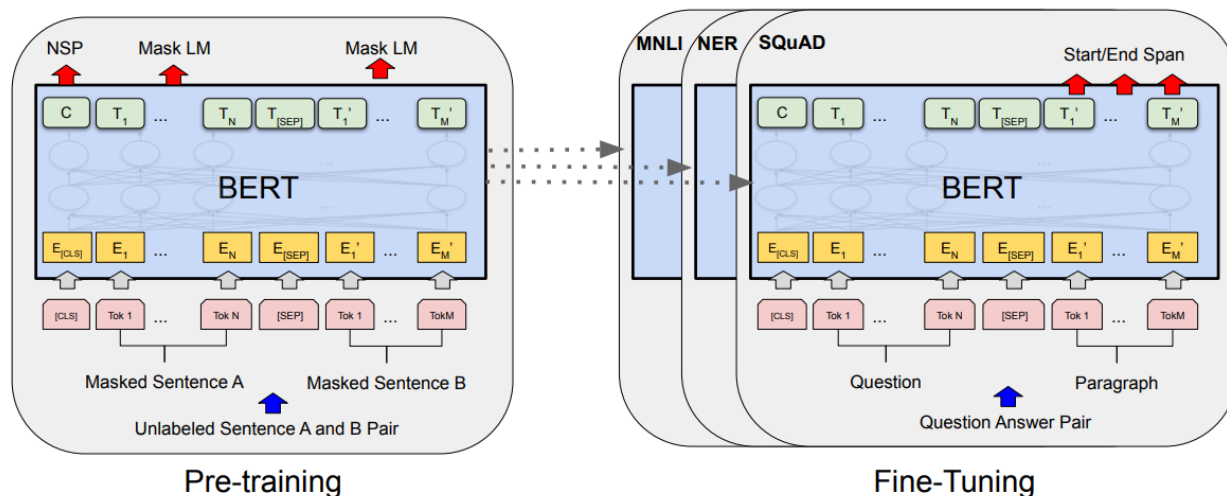 NSP Mask LM Mask LM
C T1 ... TN T[SEP] T1' ... TM'
...
...
BERT
E[CLS] E1 ... EN E[SEP] E1' ... EM'
[CLS] Tok 1 ... Tok N [SEP] Tok 1 ... TokM
Masked Sentence A Masked Sentence B
Unlabeled Sentence A and B Pair
Pre-training
MNLI NER SQuAD
Start/End Span
C T1 ... TN T[SEP] T1' ... TM'
...
...
BERT
E[CLS] E1 ... EN E[SEP] E1' ... EM'
[CLS] Tok 1 ... Tok N [SEP] Tok 1 ... TokM
Question Paragraph
Question Answer Pair
Fine-Tuning